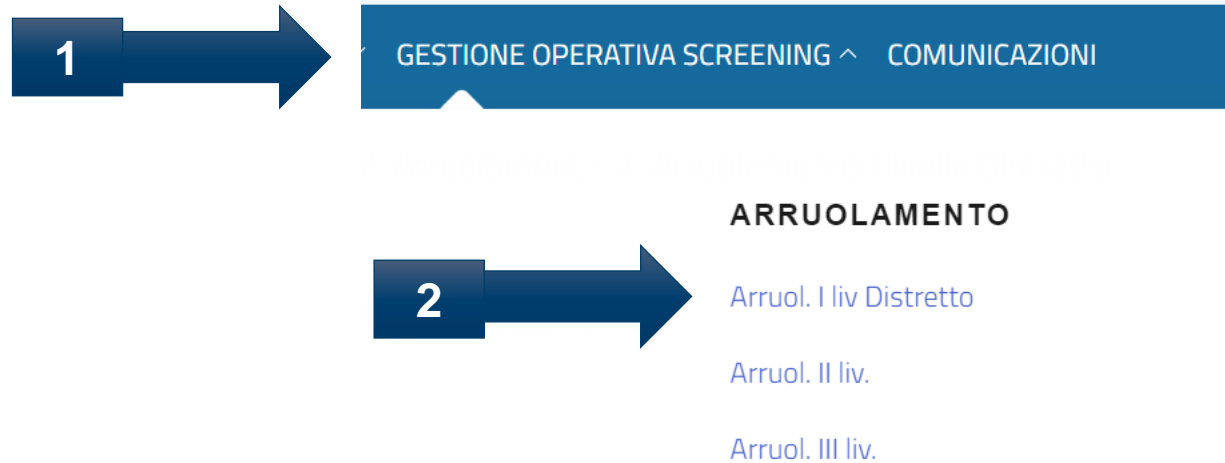 1
GESTIONE OPERATIVA SCREENING COMUNICAZIONI
ARRUOLAMENTO
2
Arruol. I liv Distretto
Arruol. II liv.
Arruol. III liv.